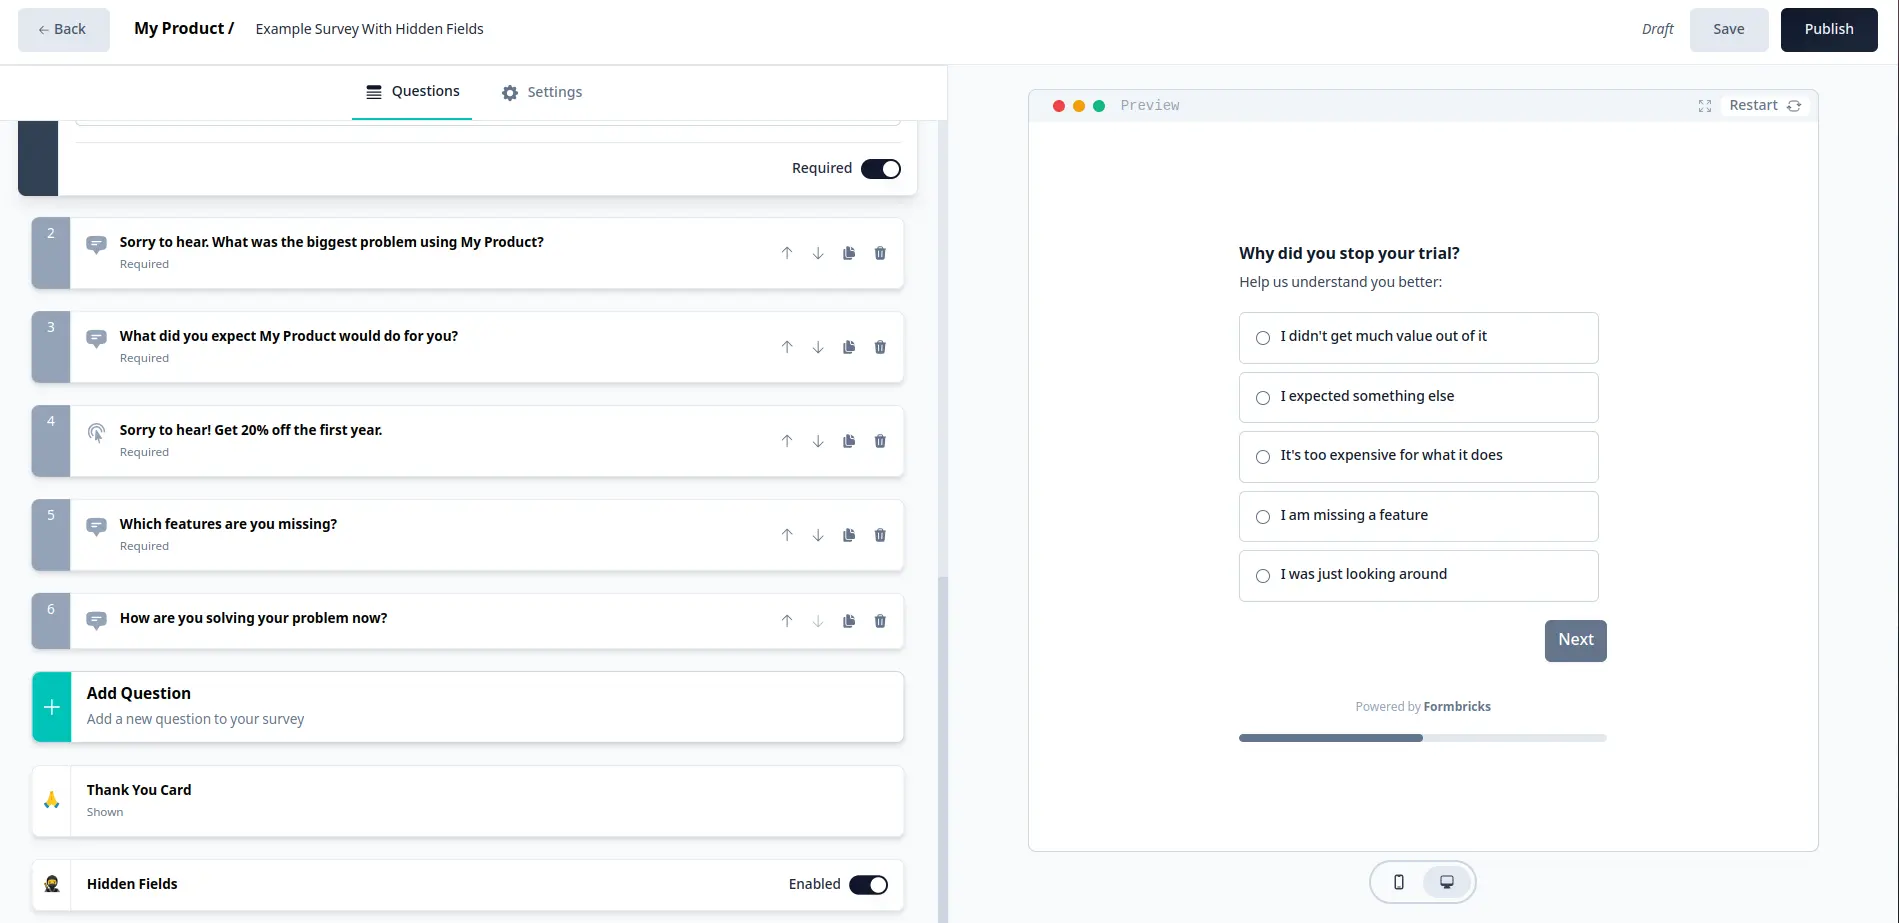 ← Back
My Product / Example Survey With Hidden Fields
Draft
Save
Publish
Questions
Settings
Required
2
Sorry to hear. What was the biggest problem using My Product?
Required
3
What did you expect My Product would do for you?
Required
4
Sorry to hear! Get 20% off the first year.
Required
5
Which features are you missing?
Required
6
How are you solving your problem now?
Add Question
Add a new question to your survey
Thank You Card
Shown
Hidden Fields
Enabled
Preview
Restart
Why did you stop your trial?
Help us understand you better:
I didn't get much value out of it
I expected something else
It's too expensive for what it does
I am missing a feature
I was just looking around
Next
Powered by Formbricks